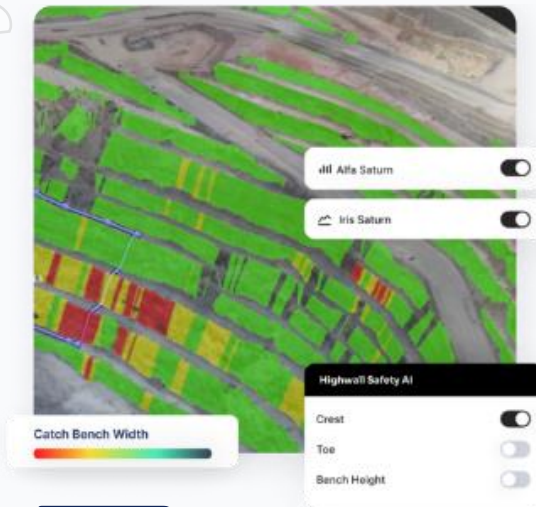 Alfa Saturn
Iris Saturn
Highwall Safety AI
Crest
Toe
Bench Height
Catch Bench Width